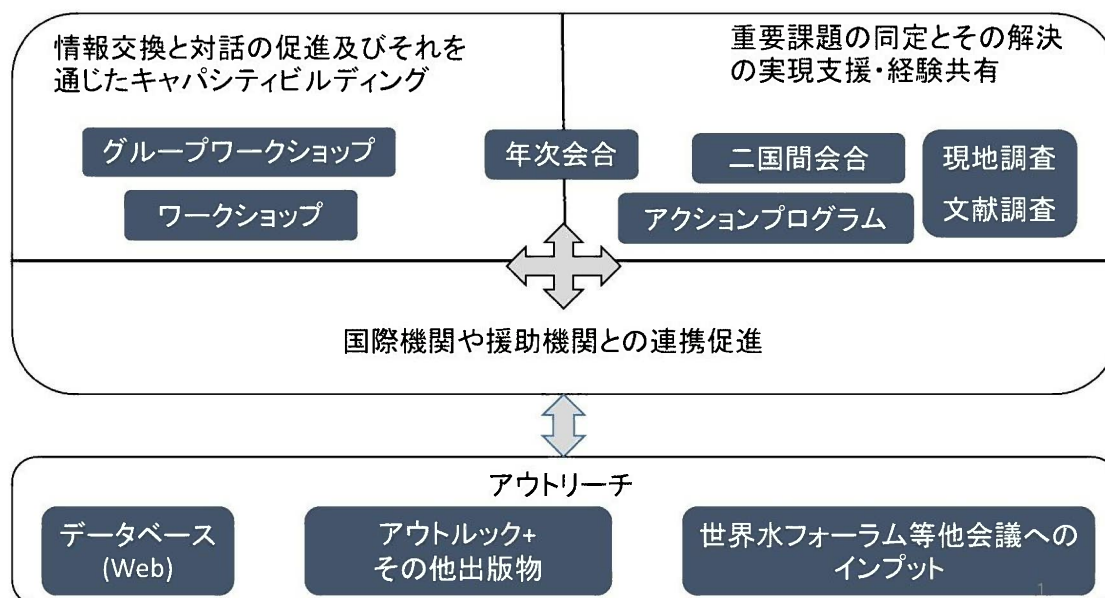 情報交換と対話の促進及びそれを
通じたキャパシティビルディング
重要課題の同定とその解決
の実現支援・経験共有
グループワークショップ
ワークショップ
年次会合
二国間会合
アクションプログラム
現地調査
文献調査
国際機関や援助機関との連携促進
アウトリーチ
データベース
(Web)
アウトルック+
その他出版物
世界水フォーラム等他会議への
インプット
1